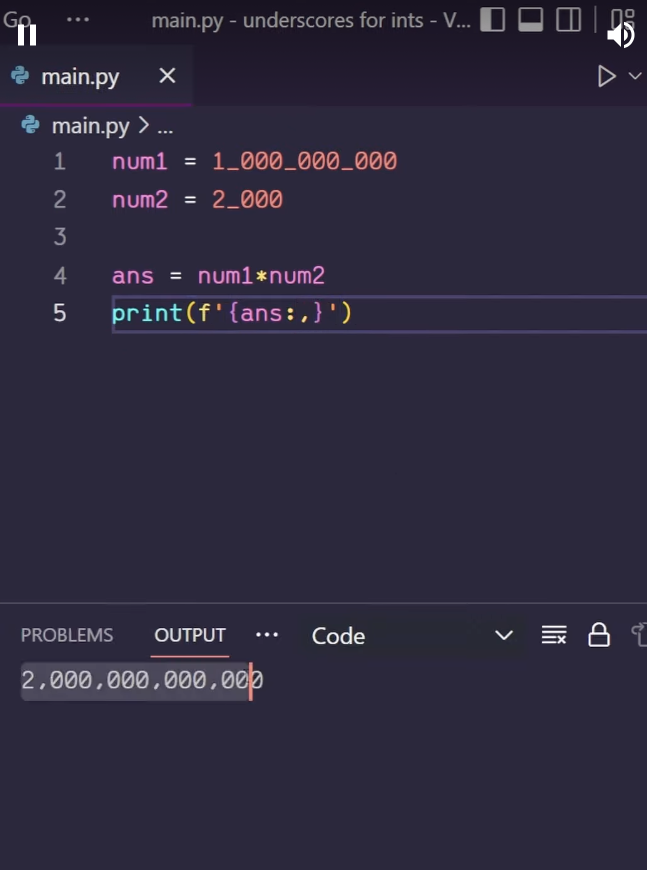 Go ··· main.py - underscores for ints - V...
main.py
main.py > ...
1 num1 = 1_000_000_000
2 num2 = 2_000
3
4 ans = num1*num2
5 print(f'{ans:,}')
PROBLEMS OUTPUT ··· Code
2,000,000,000,000